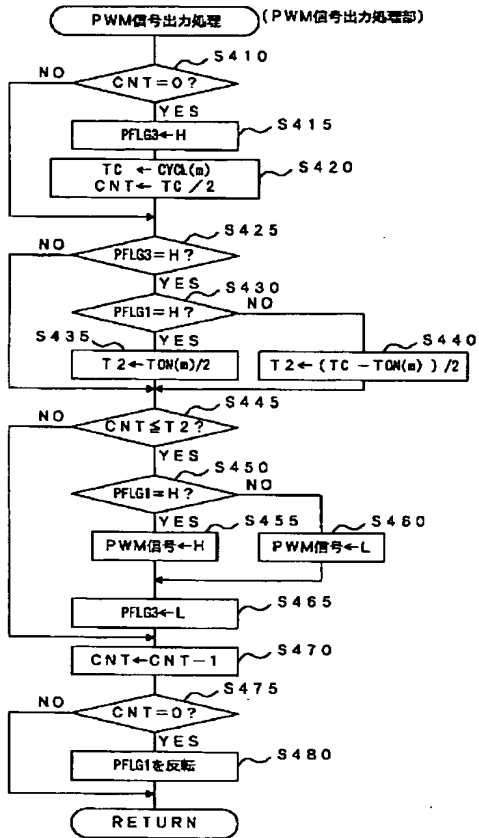 PWM信号出力処理
(PWM信号出力処理部)
S410
NO
CNT=0?
YES
S415
PFLG3←H
S420
TC ←CYCL(m)
CNT← TC /2
S425
NO
PFLG3=H?
YES
S430
PFLG1=H?
NO
S435
YES
T2←TON(m)/2
S440
T2←(TC -TON(m) )/2
S445
NO
CNT≦T2?
YES
S450
PFLG1=H?
NO
YES
S455
PWM信号←H
S460
PWM信号←L
S465
PFLG3←L
S470
CNT←CNT-1
S475
NO
CNT=0?
YES
S480
PFLG1を反転
RETURN